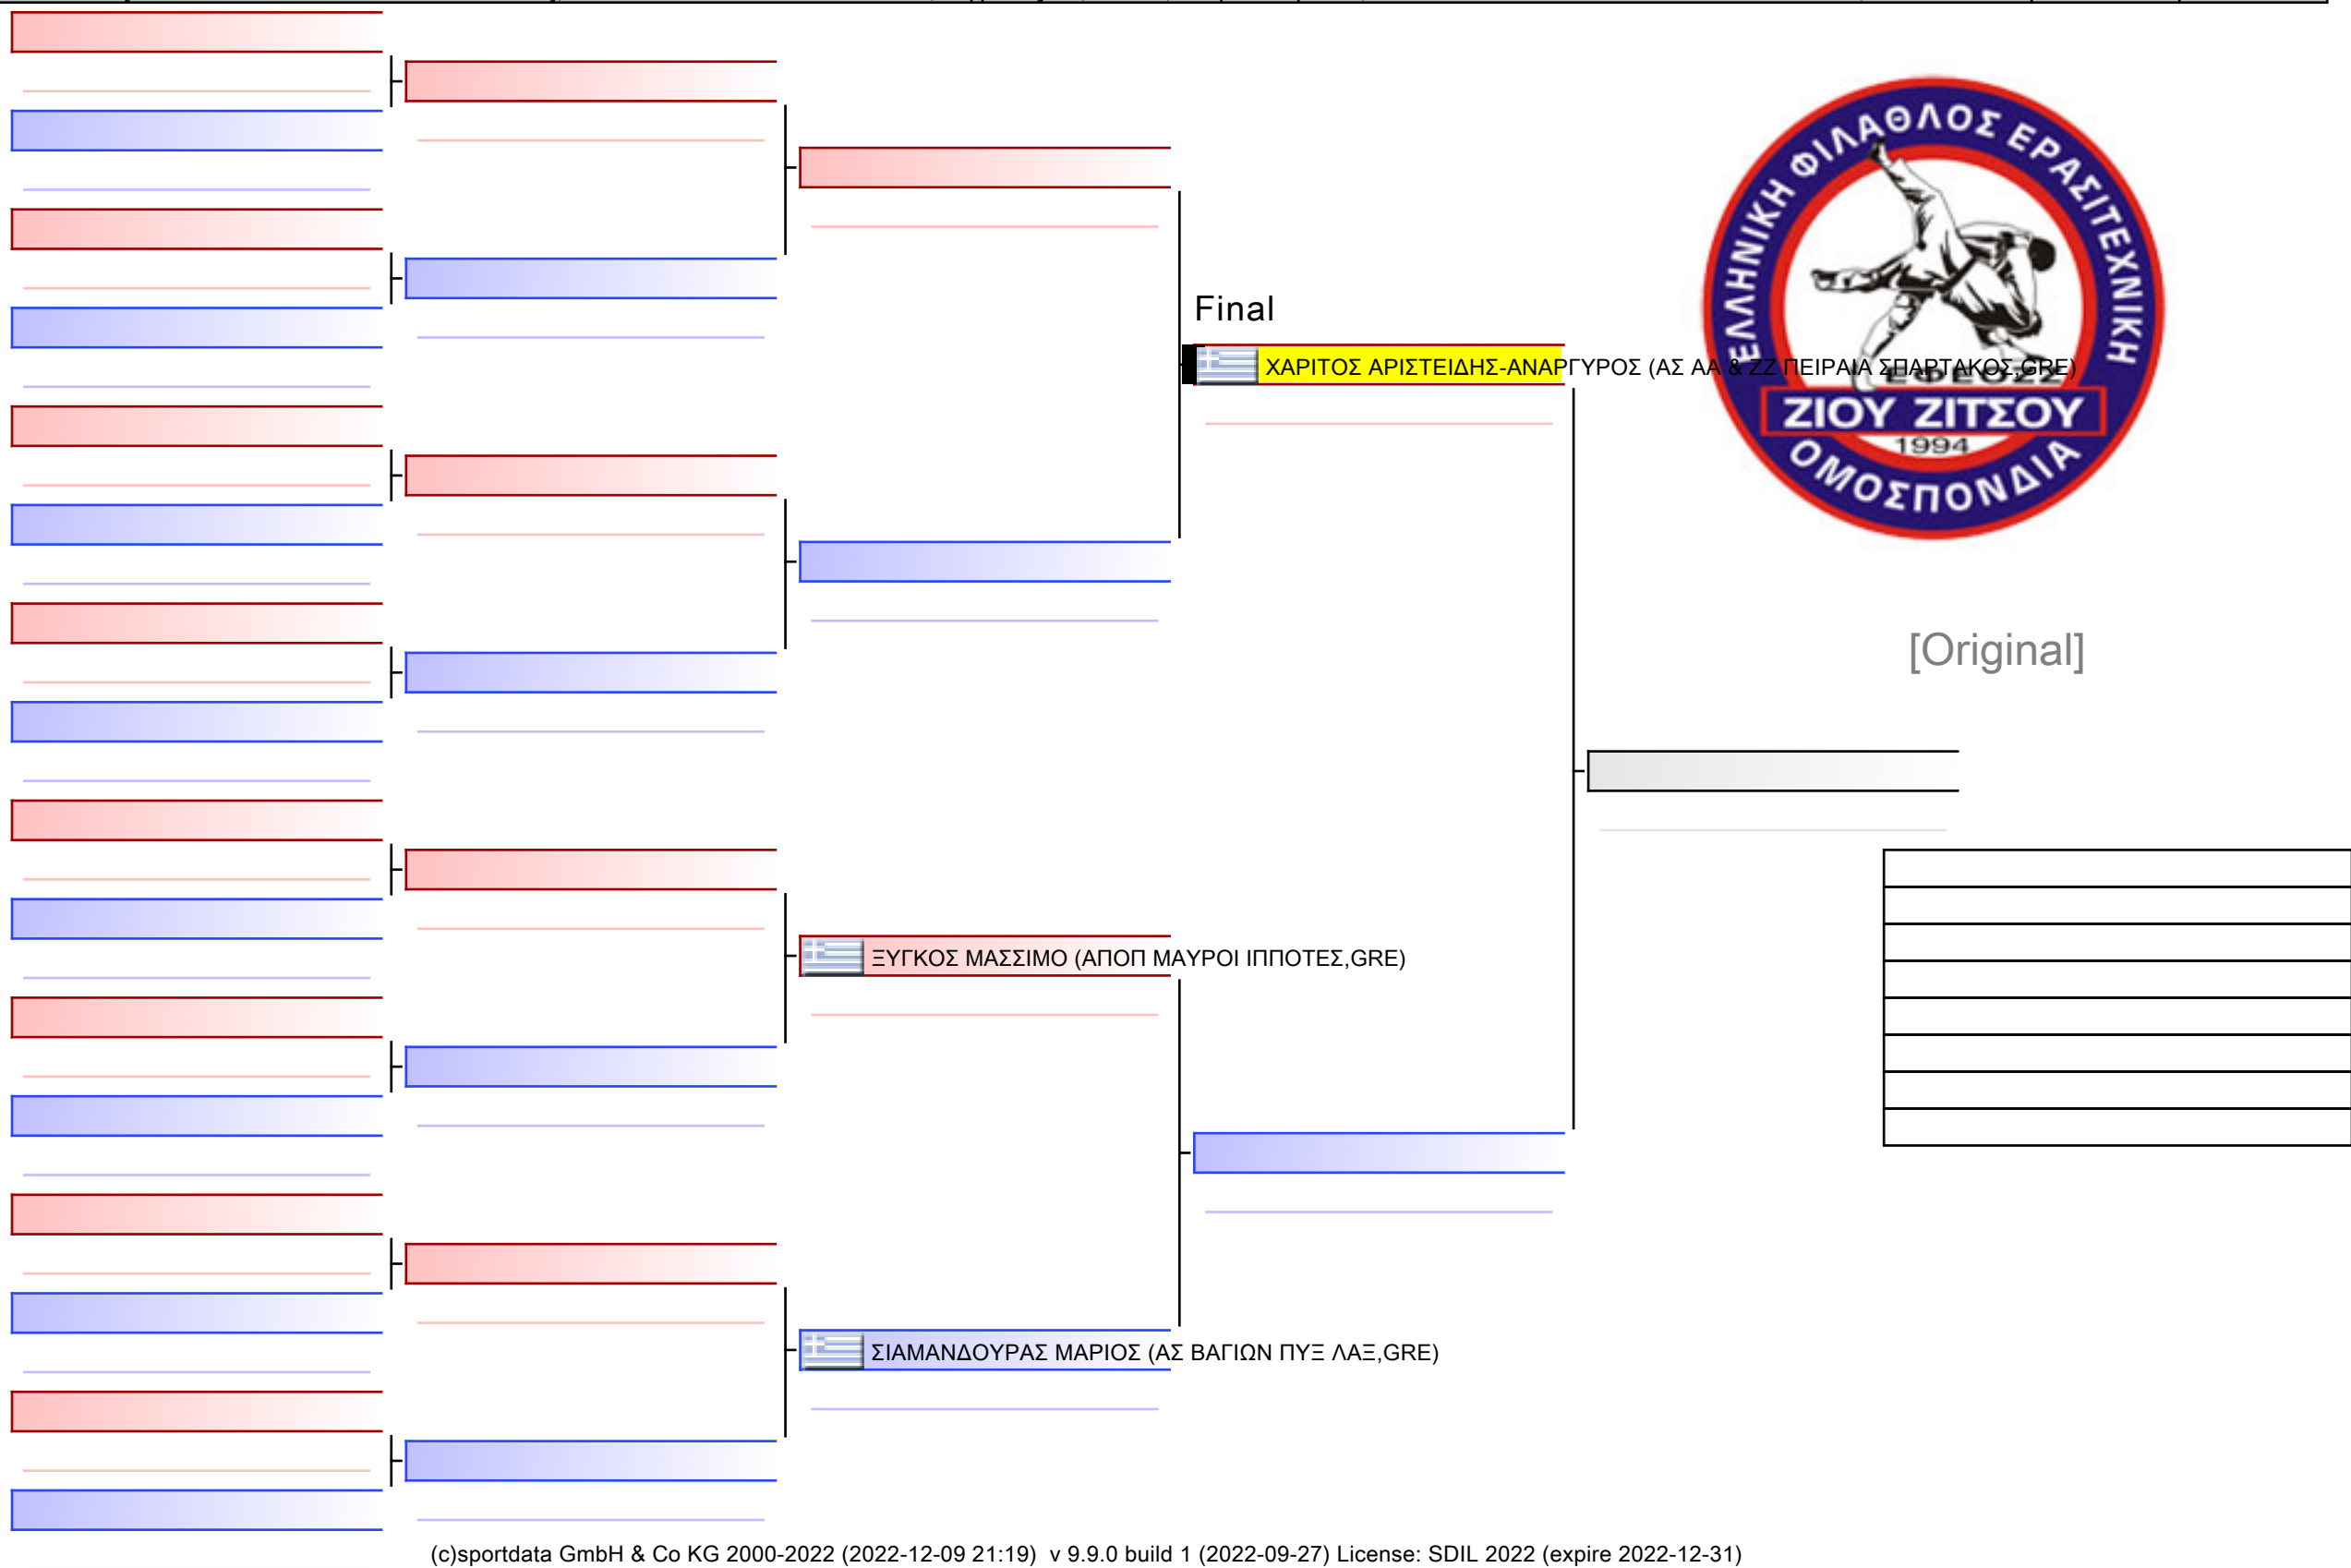 ΕΛΛΗΝΙΚΗ ΦΙΛΑΘΛΟΣ ΕΡΑΣΙΤΕΧΝΙΚΗ
Final
ΧΑΡΙΤΟΣ ΑΡΙΣΤΕΙΔΗΣ-ΑΝΑΡΓΥΡΟΣ (ΑΣ ΑΑ & ΖΖ ΠΕΙΡΑΙΑ ΣΠΑΡΤΑΚΟΣ,GRE)
ΕΦΕΟΖΖ
ΖΙΟΥ ΖΙΤΣΟΥ
1994
ΟΜΟΣΠΟΝΔΙΑ
[Original]
ΞΥΓΚΟΣ ΜΑΣΣΙΜΟ (ΑΠΟΠ ΜΑΥΡΟΙ ΙΠΠΟΤΕΣ,GRE)
ΣΙΑΜΑΝΔΟΥΡΑΣ ΜΑΡΙΟΣ (ΑΣ ΒΑΓΙΩΝ ΠΥΞ ΛΑΞ,GRE)
(c)sportdata GmbH & Co KG 2000-2022 (2022-12-09 21:19) v 9.9.0 build 1 (2022-09-27) License: SDIL 2022 (expire 2022-12-31)